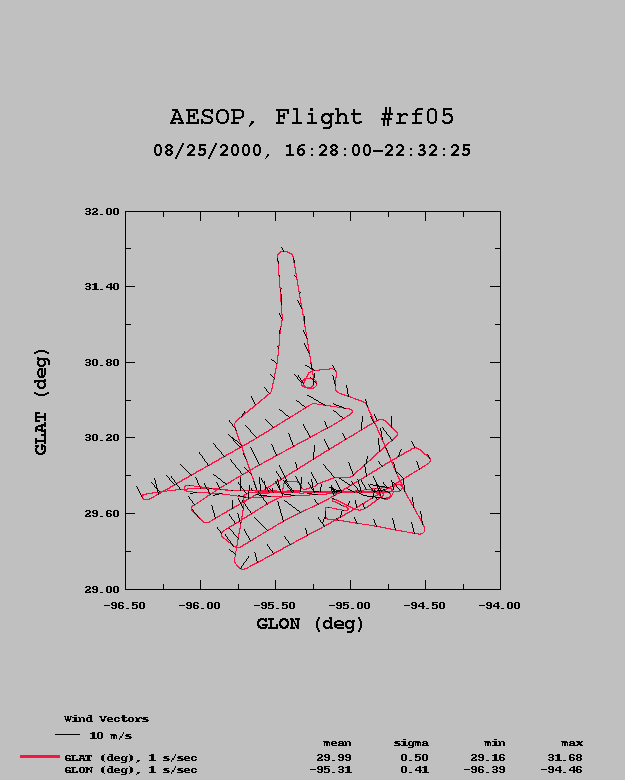 AESOP, Flight #rf05
08/25/2000, 16:28:00-22:32:25
32.00
31.40
30.80
30.20
29.60
29.00
GLAT (deg)
-96.50 -96.00 -95.50 -95.00 -94.50 -94.00
GLON (deg)
Wind Vectors
10 m/s
mean sigma min max
GLAT (deg), 1 s/sec 29.99 0.50 29.16 31.68
GLON (deg), 1 s/sec -95.31 0.41 -96.39 -94.46